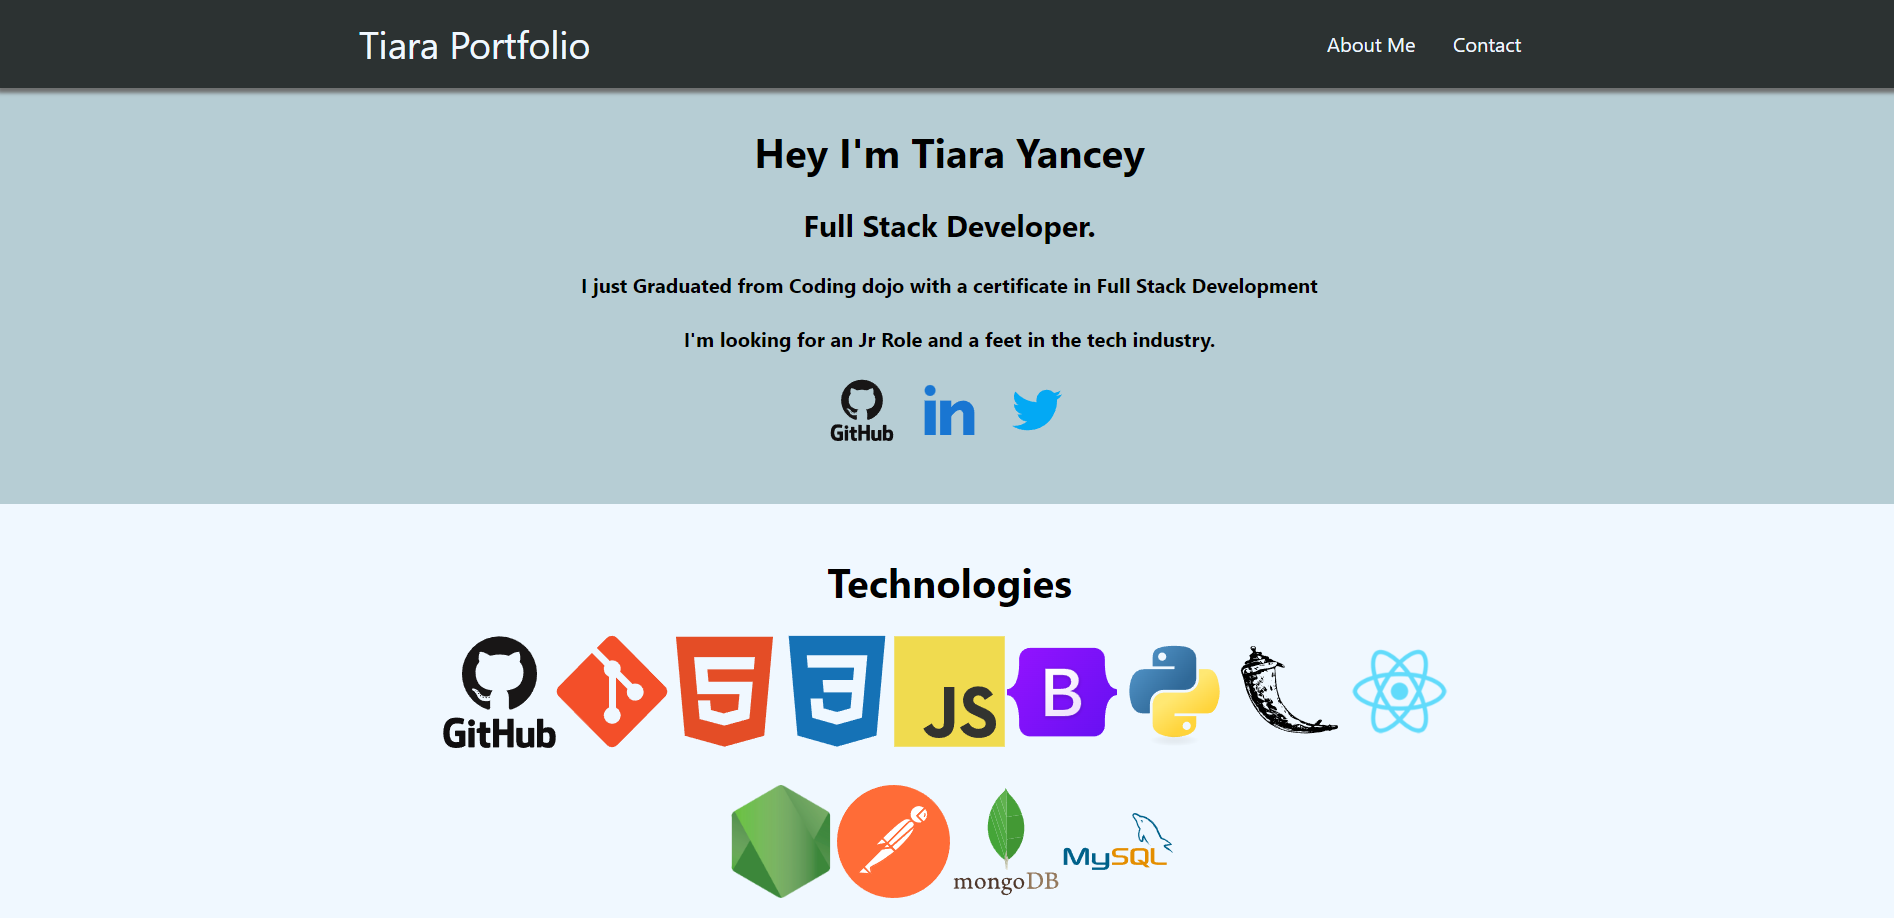 Tiara Portfolio
About Me
Contact
Hey I'm Tiara Yancey
Full Stack Developer.
I just Graduated from Coding dojo with a certificate in Full Stack Development
I'm looking for an Jr Role and a feet in the tech industry.
GitHub
in
Technologies
GitHub
5
3
JS
B
mongoDB
MySQL